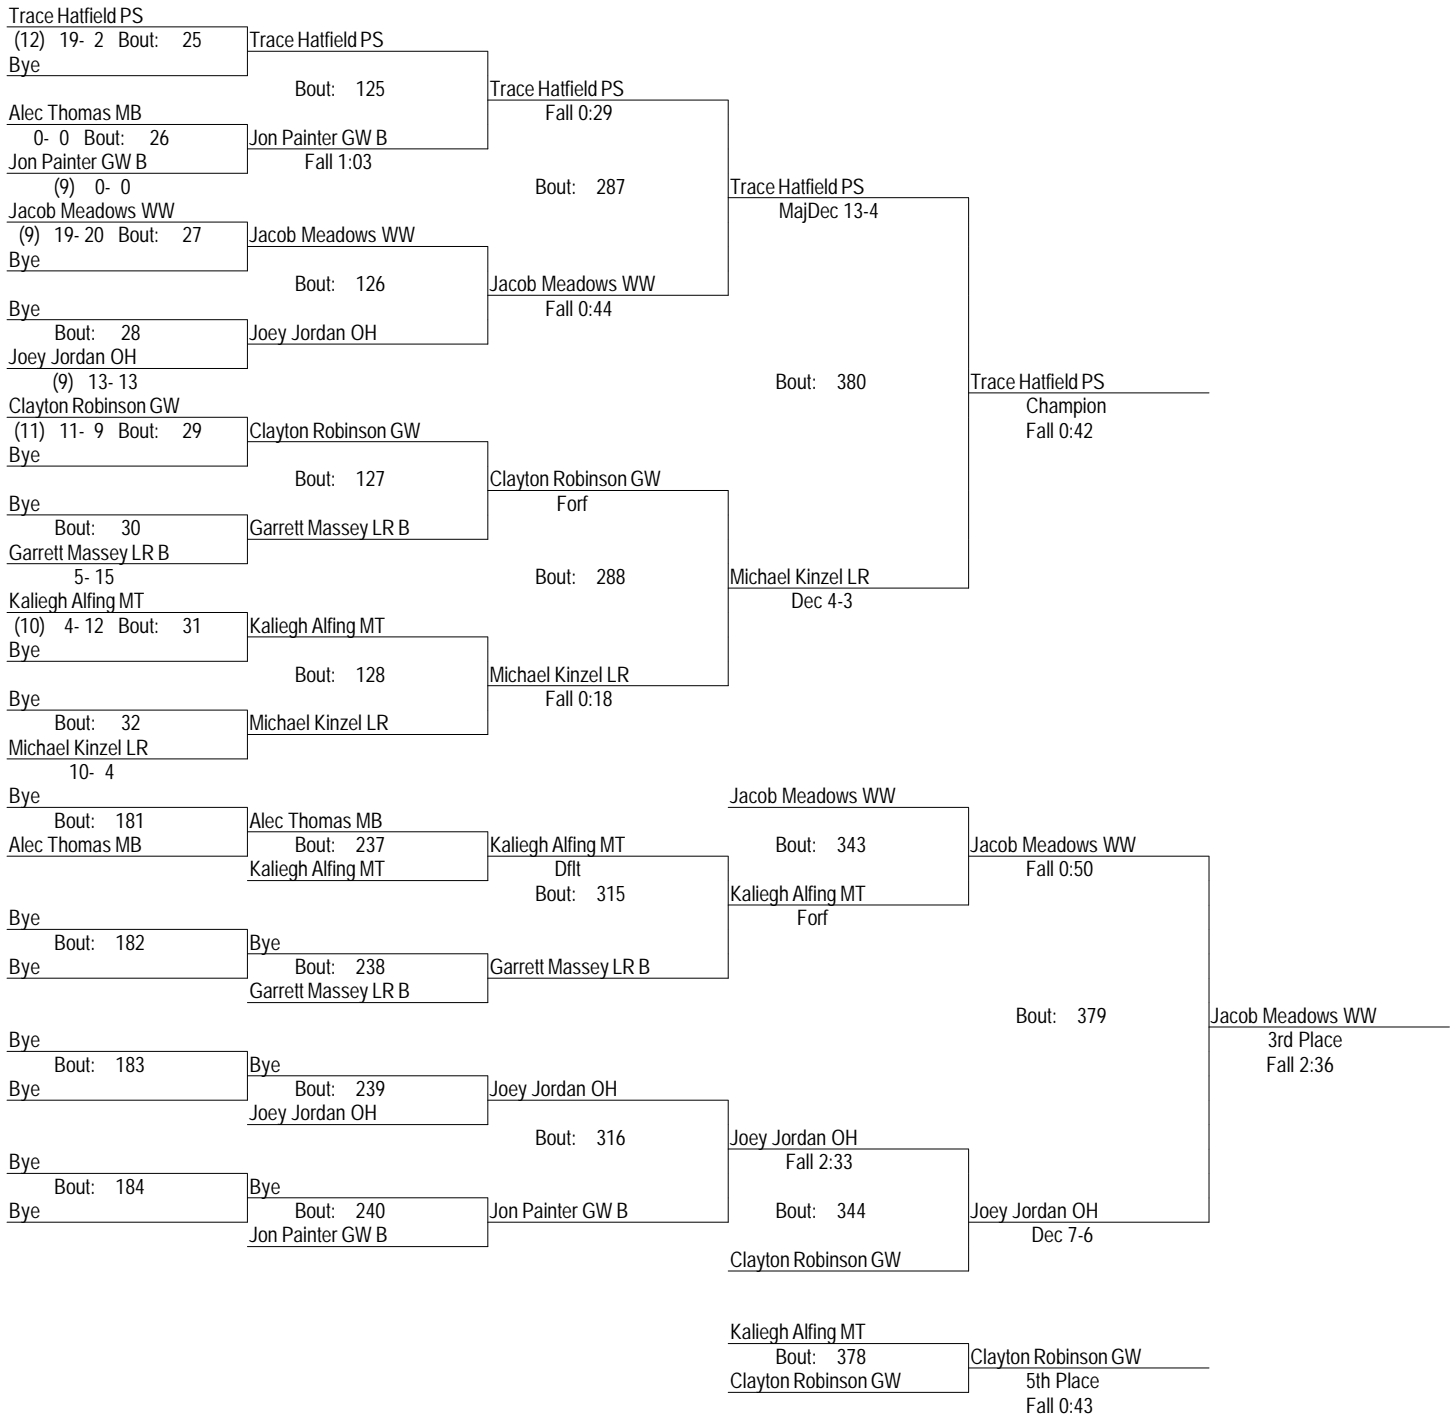 Trace Hatfield PS
(12) 19- 2 Bout: 25 Trace Hatfield PS
Bye
Bout: 125 Trace Hatfield PS
Alec Thomas MB Fall 0:29
0- 0 Bout: 26 Jon Painter GW B
Jon Painter GW B Fall 1:03
(9) 0- 0 Bout: 287 Trace Hatfield PS
Jacob Meadows WW MajDec 13-4
(9) 19- 20 Bout: 27 Jacob Meadows WW
Bye
Bout: 126 Jacob Meadows WW
Bye Fall 0:44
Bout: 28 Joey Jordan OH
Joey Jordan OH
(9) 13- 13 Bout: 380 Trace Hatfield PS
Clayton Robinson GW Champion
(11) 11- 9 Bout: 29 Clayton Robinson GW Fall 0:42
Bye
Bout: 127 Clayton Robinson GW
Bye Forf
Bout: 30 Garrett Massey LR B
Garrett Massey LR B
5- 15 Bout: 288 Michael Kinzel LR
Kaliegh Alfing MT Dec 4-3
(10) 4- 12 Bout: 31 Kaliegh Alfing MT
Bye
Bout: 128 Michael Kinzel LR
Bye Fall 0:18
Bout: 32 Michael Kinzel LR
Michael Kinzel LR
10- 4
Bye Jacob Meadows WW
Bout: 181 Alec Thomas MB
Alec Thomas MB Bout: 237 Kaliegh Alfing MT Bout: 343 Jacob Meadows WW
Kaliegh Alfing MT Dflt Fall 0:50
Bout: 315 Kaliegh Alfing MT
Bye Forf
Bout: 182 Bye
Bye Bout: 238 Garrett Massey LR B
Garrett Massey LR B
Bout: 379 Jacob Meadows WW
Bye 3rd Place
Bout: 183 Bye Fall 2:36
Bye Bout: 239 Joey Jordan OH
Joey Jordan OH
Bout: 316 Joey Jordan OH
Bye Fall 2:33
Bout: 184 Bye
Bye Bout: 240 Jon Painter GW B Bout: 344 Joey Jordan OH
Jon Painter GW B Dec 7-6
Clayton Robinson GW
Kaliegh Alfing MT
Bout: 378 Clayton Robinson GW
Clayton Robinson GW 5th Place
Fall 0:43